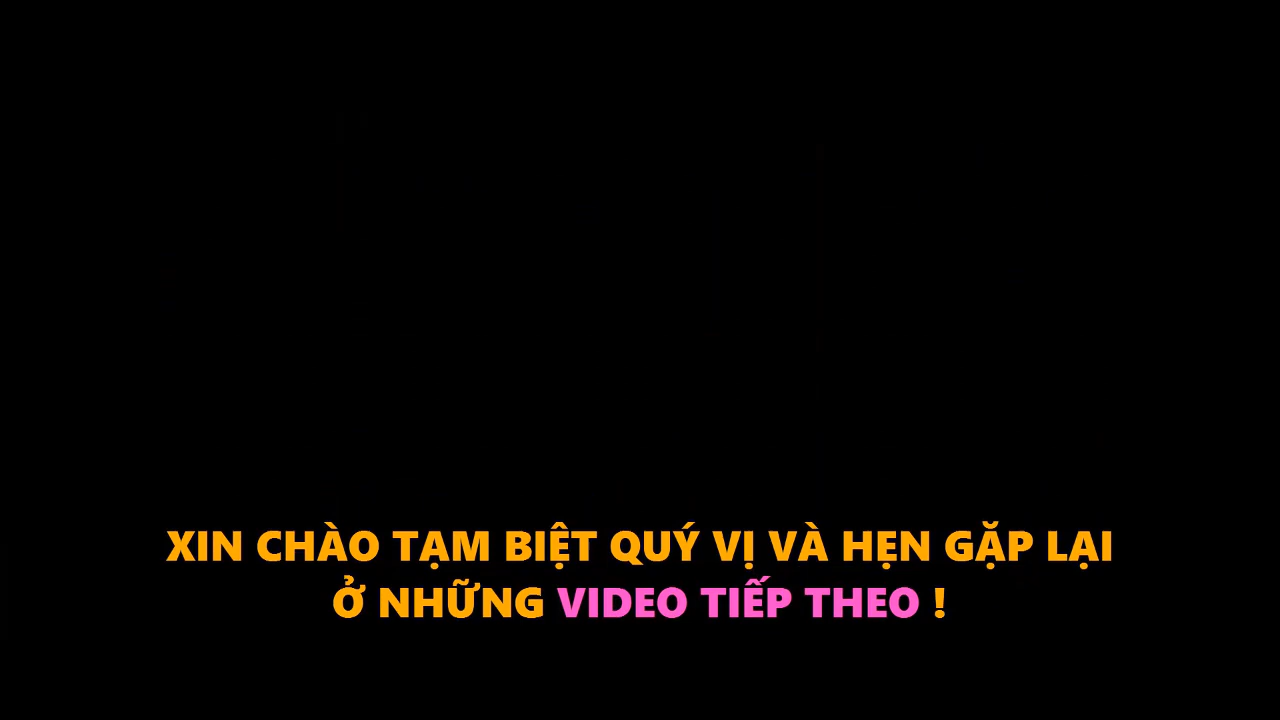 XIN CHÀO TẠM BIỆT QUÝ VỊ VÀ HẸN GẶP LẠI
Ở NHỮNG VIDEO TIẾP THEO !